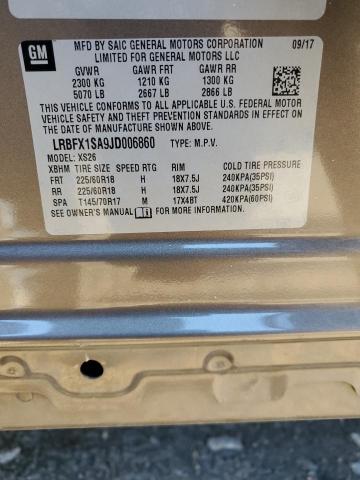 GM
MFD BY SAIC GENERAL MOTORS CORPORATION 09/17
LIMITED FOR GENERAL MOTORS LLC
GVWR GAWR FRT GAWR RR
2300 KG 1210 KG 1300 KG
5070 LB 2667 LB 2866 LB
THIS VEHICLE CONFORMS TO ALL APPLICABLE U.S. FEDERAL MOTOR
VEHICLE SAFETY AND THEFT PREVENTION STANDARDS IN EFFECT
ON THE DATE OF MANUFACTURE SHOWN ABOVE.
LRBFX1SA9JD006860 TYPE: M.P.V.
MODEL: XS26
XBHM TIRE SIZE SPEED RTG RIM COLD TIRE PRESSURE
FRT 225/60R18 H 18X7.5J 240KPA(35PSI)
RR 225/60R18 H 18X7.5J 240KPA(35PSI)
SPA T145/70R17 M 17X4BT 420KPA(60PSI)
SEE OWNER'S MANUAL FOR ADDITIONAL INFORMATION